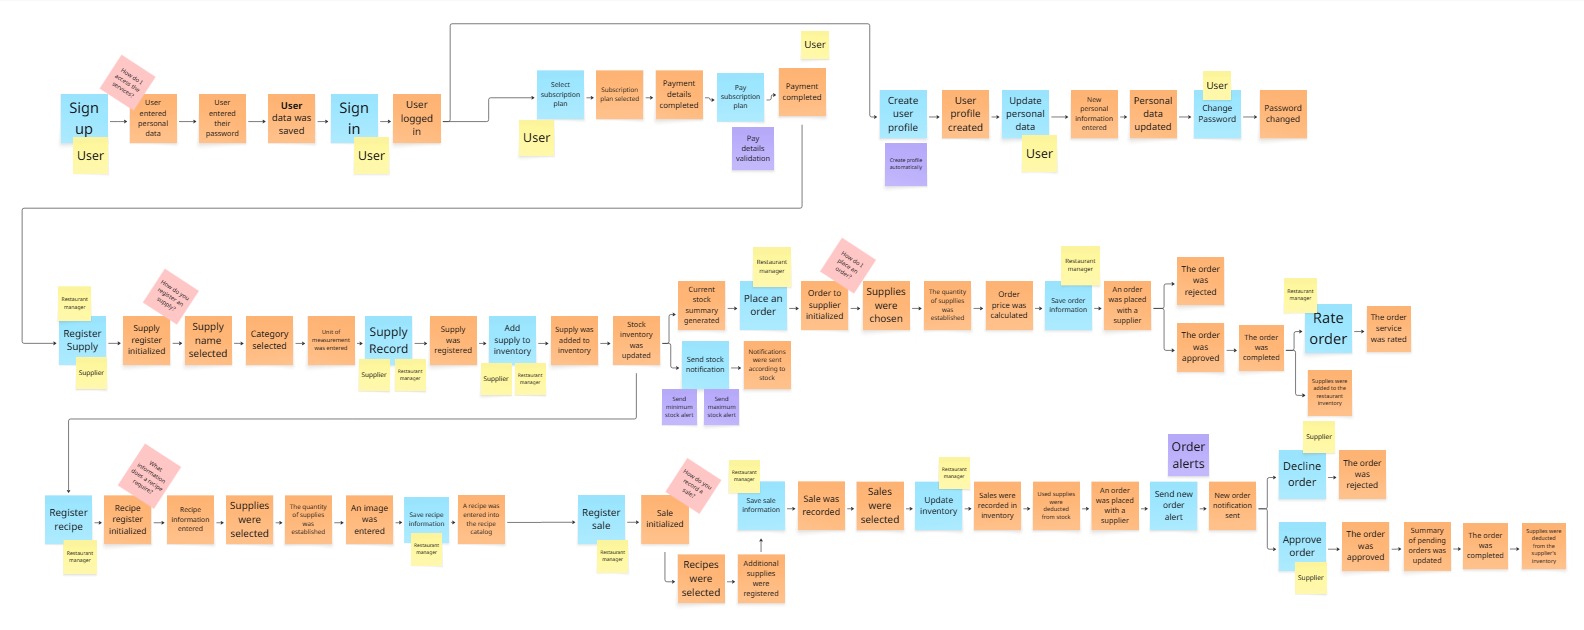 How do I
access the
services?
Sign
up
User
User
entered
personal
data
User
entered
their
password
User
data was
saved
Sign
in
User
User
logged
in
Select
subscription
plan
User
Subscription
plan selected
Payment
details
completed
Pay
subscription
plan
Pay
details
validation
User
Payment
completed
Create
user
profile
Create profile
automatically
User
profile
created
Update
personal
data
User
New
personal
information
entered
Personal
data
updated
User
Change
Password
Password
changed
Restaurant
manager
Register
Supply
Supplier
How do you
register an
supply?
Supply
register
initialized
Supply
name
selected
Category
selected
Unit of
measurement
was entered
Supply
Record
Supplier
Restaurant
manager
Supply
was
registered
Add
supply to
inventory
Supplier
Restaurant
manager
Supply was
added to
inventory
Stock
inventory
was
updated
Current
stock
summary
generated
Send stock
notification
Send
minimum
stock alert
Send
maximum
stock alert
Notifications
were sent
according to
stock
Restaurant
manager
Place an
order
How do I
place an
order?
Order to
supplier
initialized
Supplies
were
chosen
The quantity
of supplies
was
established
Order
price was
calculated
Restaurant
manager
Save order
information
An order
was placed
with a
supplier
The order
was
rejected
The order
was
approved
The order
was
completed
Restaurant
manager
Rate
order
The order
service
was rated
Supplies were
added to the
restaurant
inventory
Register
recipe
Restaurant
manager
What
information
does a recipe
require?
Recipe
register
initialized
Recipe
information
entered
Supplies
were
selected
The quantity
of supplies
was
established
An image
was
entered
Save recipe
information
Restaurant
manager
A recipe was
entered into
the recipe
catalog
Register
sale
Restaurant
manager
How do you
record a
sale?
Sale
initialized
Recipes
were
selected
Additional
supplies
were
registered
Restaurant
manager
Save sale
information
Sale was
recorded
Sales
were
selected
Restaurant
manager
Update
inventory
Sales were
recorded in
inventory
Used supplies
were
deducted
from stock
An order
was placed
with a
supplier
Order
alerts
Send new
order
alert
New order
notification
sent
Supplier
Decline
order
The order
was
rejected
Approve
order
Supplier
The order
was
approved
Summary
of pending
orders was
updated
The order
was
completed
Supplies were
deducted
from the
supplier's
inventory